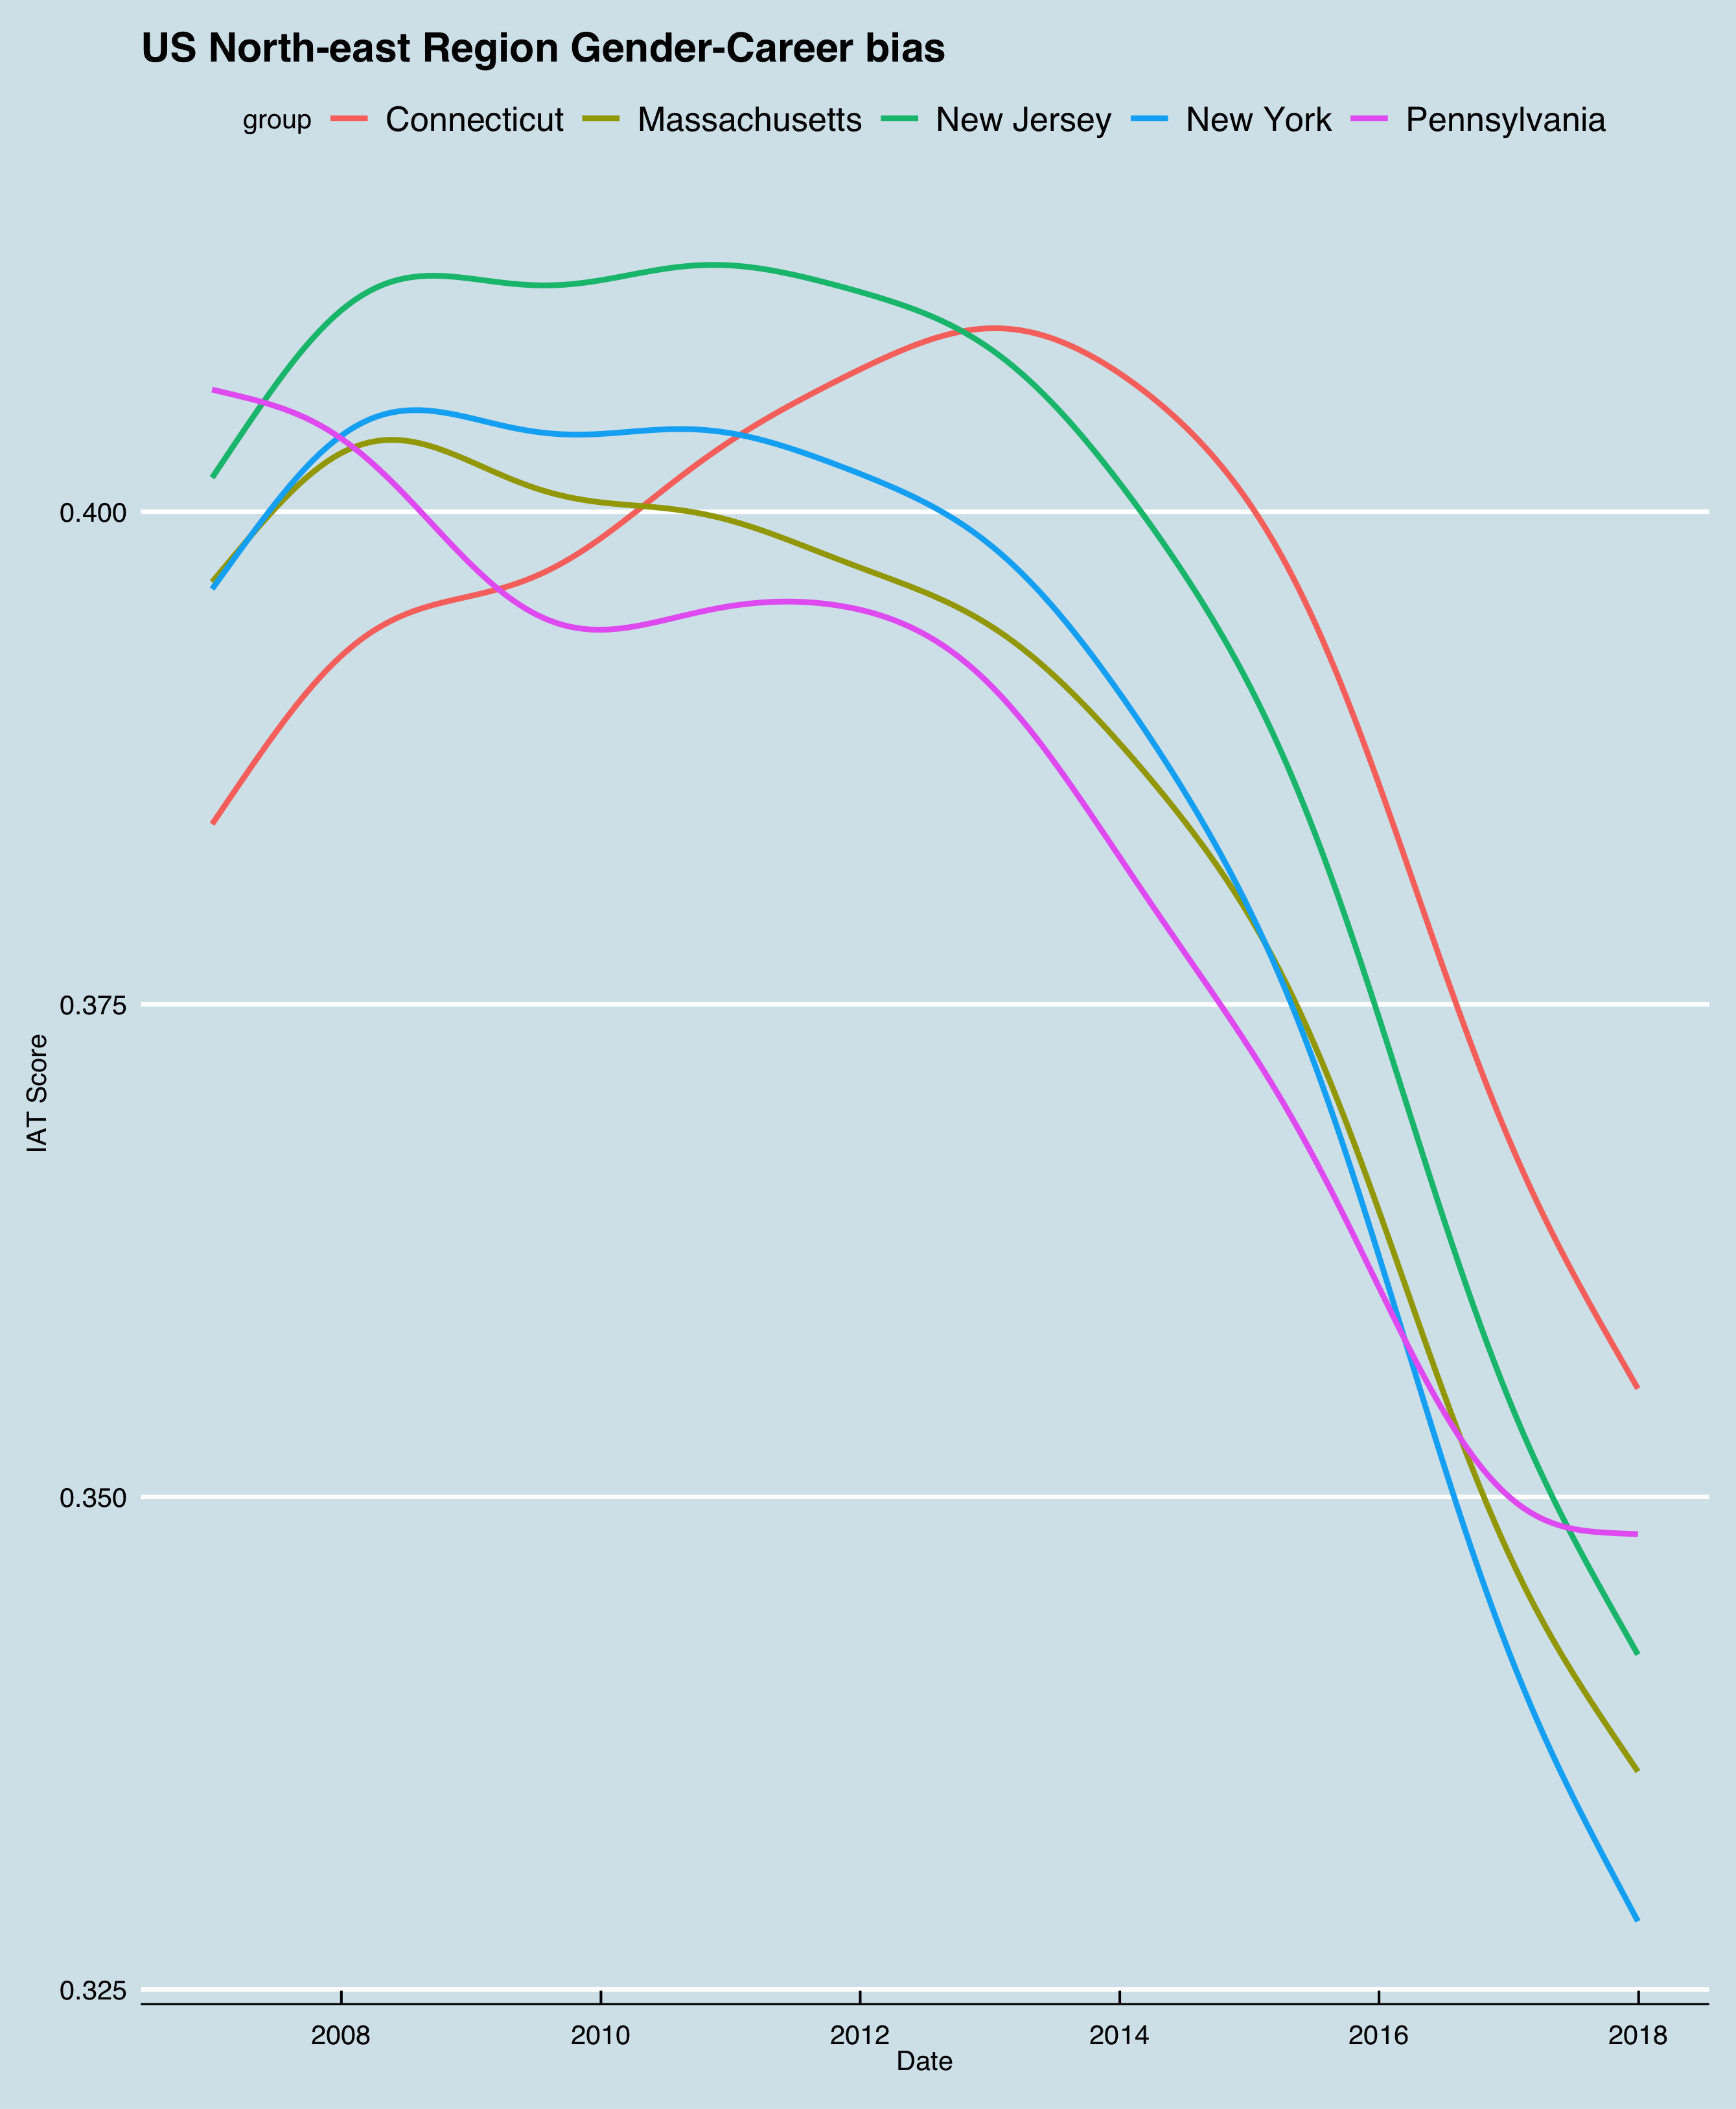 US North-east Region Gender-Career bias
group Connecticut Massachusetts New Jersey New York Pennsylvania
0.400
0.375
IAT Score
0.350
0.325
2008 2010 2012 2014 2016 2018
Date